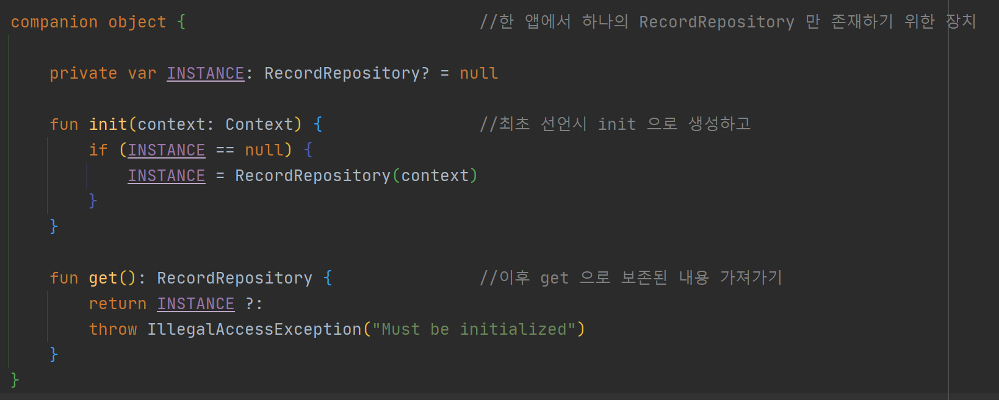 companion object { //한 앱에서 하나의 RecordRepository 만 존재하기 위한 장치
private var INSTANCE: RecordRepository? = null
fun init(context: Context) { //최초 선언시 init 으로 생성하고
if (INSTANCE == null) {
INSTANCE = RecordRepository(context)
}
}
fun get(): RecordRepository { //이후 get 으로 보존된 내용 가져가기
return INSTANCE ?:
throw IllegalAccessException("Must be initialized")
}
}